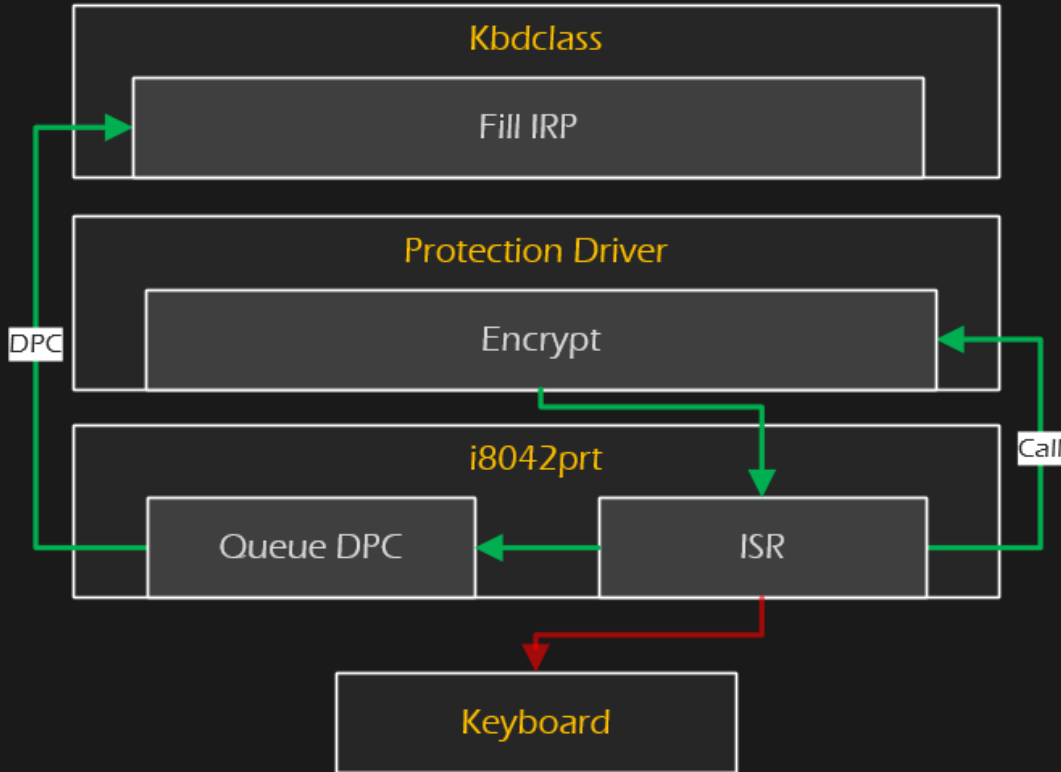 Kbdclass
Fill IRP
Protection Driver
DPC
Encrypt
Call
i8042prt
Queue DPC
ISR
Keyboard